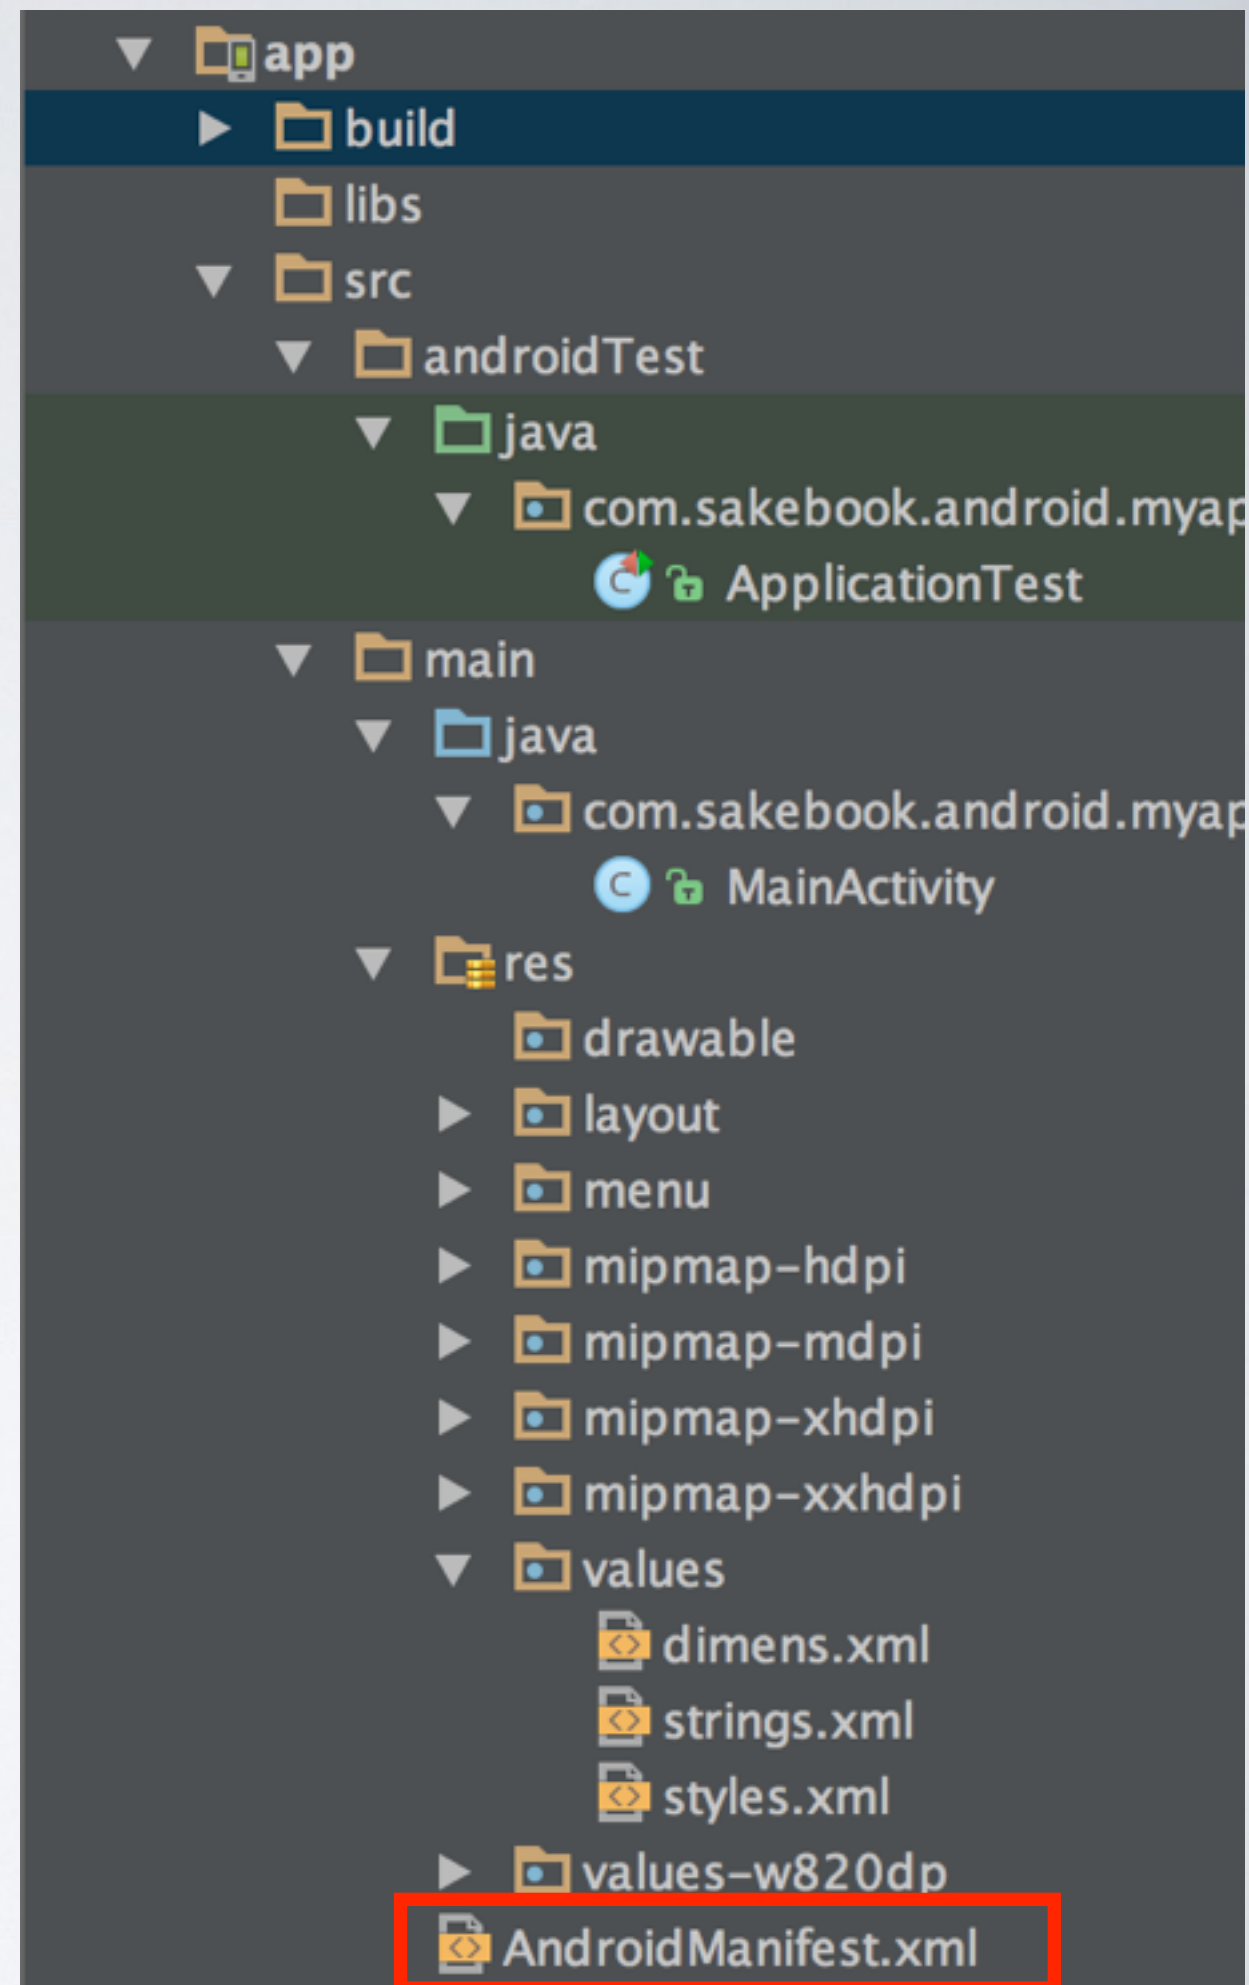 app
build
libs
src
androidTest
java
com.sakebook.android.myap
ApplicationTest
main
java
com.sakebook.android.myap
MainActivity
res
drawable
layout
menu
mipmap-hdpi
mipmap-mdpi
mipmap-xhdpi
mipmap-xxhdpi
values
dimens.xml
strings.xml
styles.xml
values-w820dp
AndroidManifest.xml